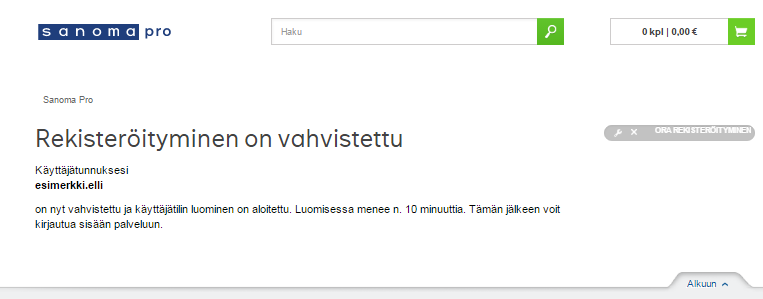 sanoma pro
Haku
0 kpl | 0,00 €
Sanoma Pro
Rekisteröityminen on vahvistettu
ORA REKISTERÖITYMINEN
Käyttäjätunnuksesi
esimerkki.elli
on nyt vahvistettu ja käyttäjätilin luominen on aloitettu. Luomisessa menee n. 10 minuuttia. Tämän jälkeen voit
kirjautua sisään palveluun.
Alkuun